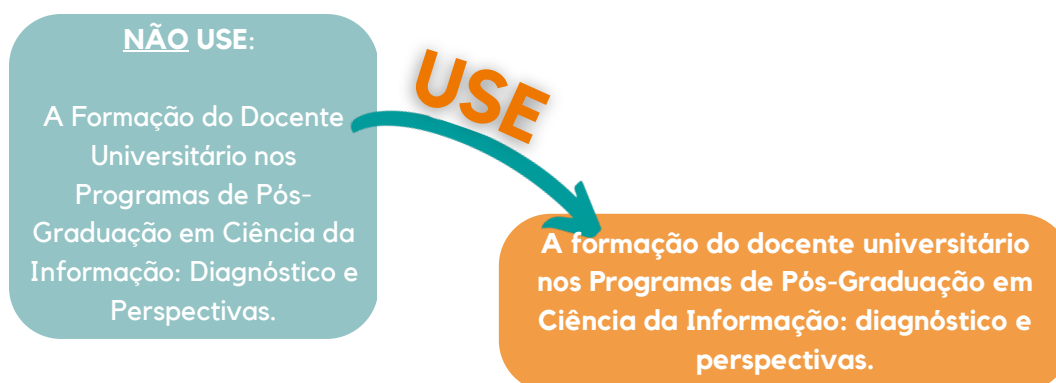 NÃO USE:
A Formação do Docente
Universitário nos
Programas de Pós-
Graduação em Ciência da
Informação: Diagnóstico e
Perspectivas.
USE
A formação do docente universitário
nos Programas de Pós-Graduação em
Ciência da Informação: diagnóstico e
perspectivas.